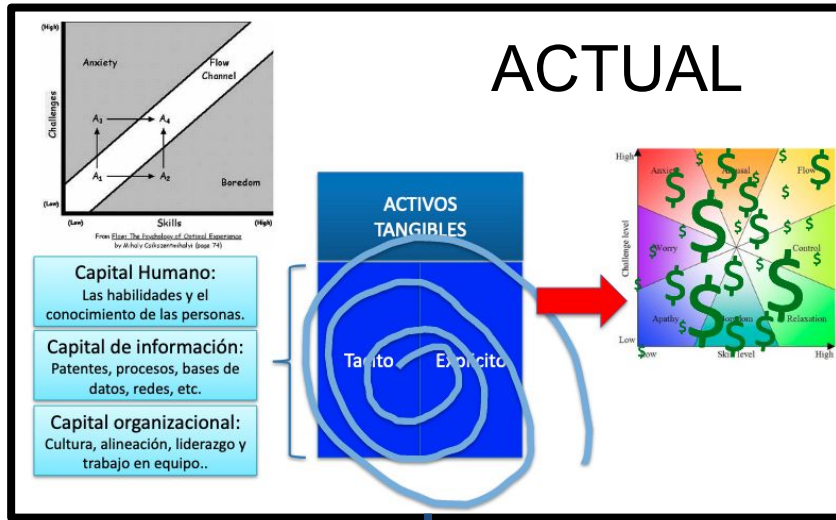 ACTUAL
(High)
Anxiety
Flow
Channel
Challenges
A3
A4
A1
A2
Boredom
(Low)
(Low)
Skills
(High)
From Flow: The Psychology of Optimal Experience
by Mihaly Csikszentmihalyi (page 74)
Capital Humano:
Las habilidades y el
conocimiento de las personas.
Capital de información:
Patentes, procesos, bases de
datos, redes, etc.
Capital organizacional:
Cultura, alineación, liderazgo y
trabajo en equipo..
ACTIVOS
TANGIBLES
Tacito
Explícito
High
Flow
Challenge level
Worry
Control
Apathy
Relaxation
Low
Low
Skill level
High